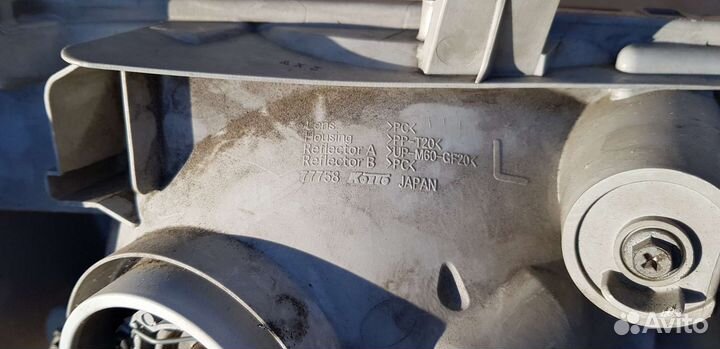 Lens >PC<
Housing >PP-T20<
Reflector A >UP-M60-GF20<
Reflector B >PC<
77758 KOITO JAPAN
L
Avito